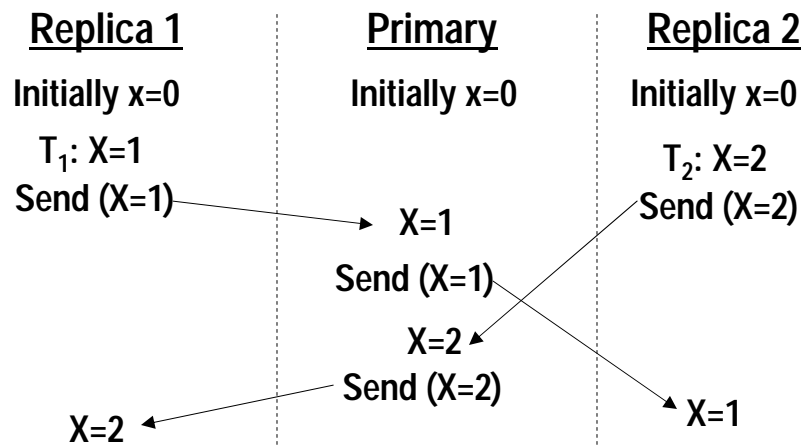 Replica 1
Primary
Replica 2
Initially x=0
Initially x=0
Initially x=0
T1: X=1
T2: X=2
Send (X=1)
Send (X=2)
X=1
Send (X=1)
X=2
Send (X=2)
X=1
X=2